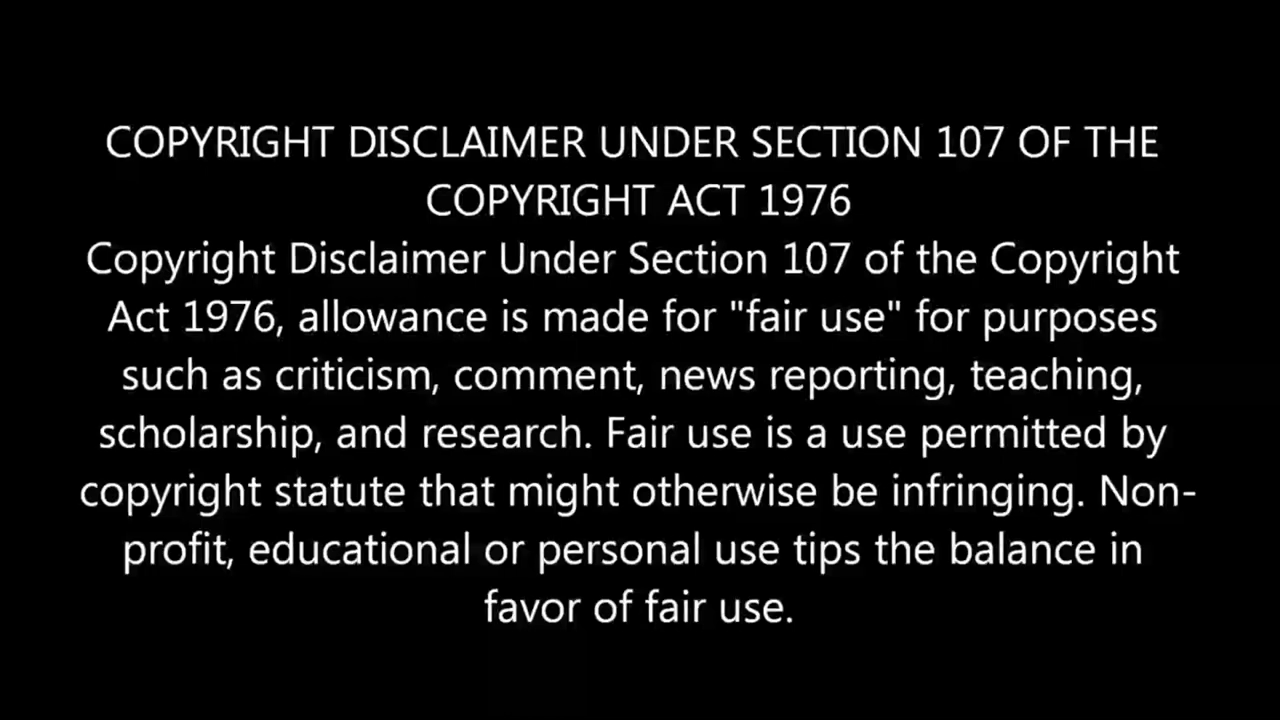 COPYRIGHT DISCLAIMER UNDER SECTION 107 OF THE
COPYRIGHT ACT 1976
Copyright Disclaimer Under Section 107 of the Copyright
Act 1976, allowance is made for "fair use" for purposes
such as criticism, comment, news reporting, teaching,
scholarship, and research. Fair use is a use permitted by
copyright statute that might otherwise be infringing. Non-
profit, educational or personal use tips the balance in
favor of fair use.